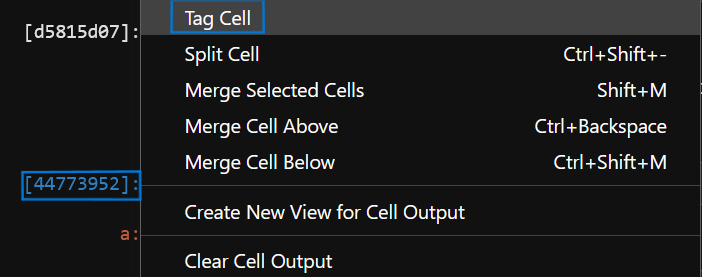 Tag Cell
[d5815d07]:
Split Cell Ctrl+Shift+-
Merge Selected Cells Shift+M
Merge Cell Above Ctrl+Backspace
Merge Cell Below Ctrl+Shift+M
[44773952]:
Create New View for Cell Output
a:
Clear Cell Output